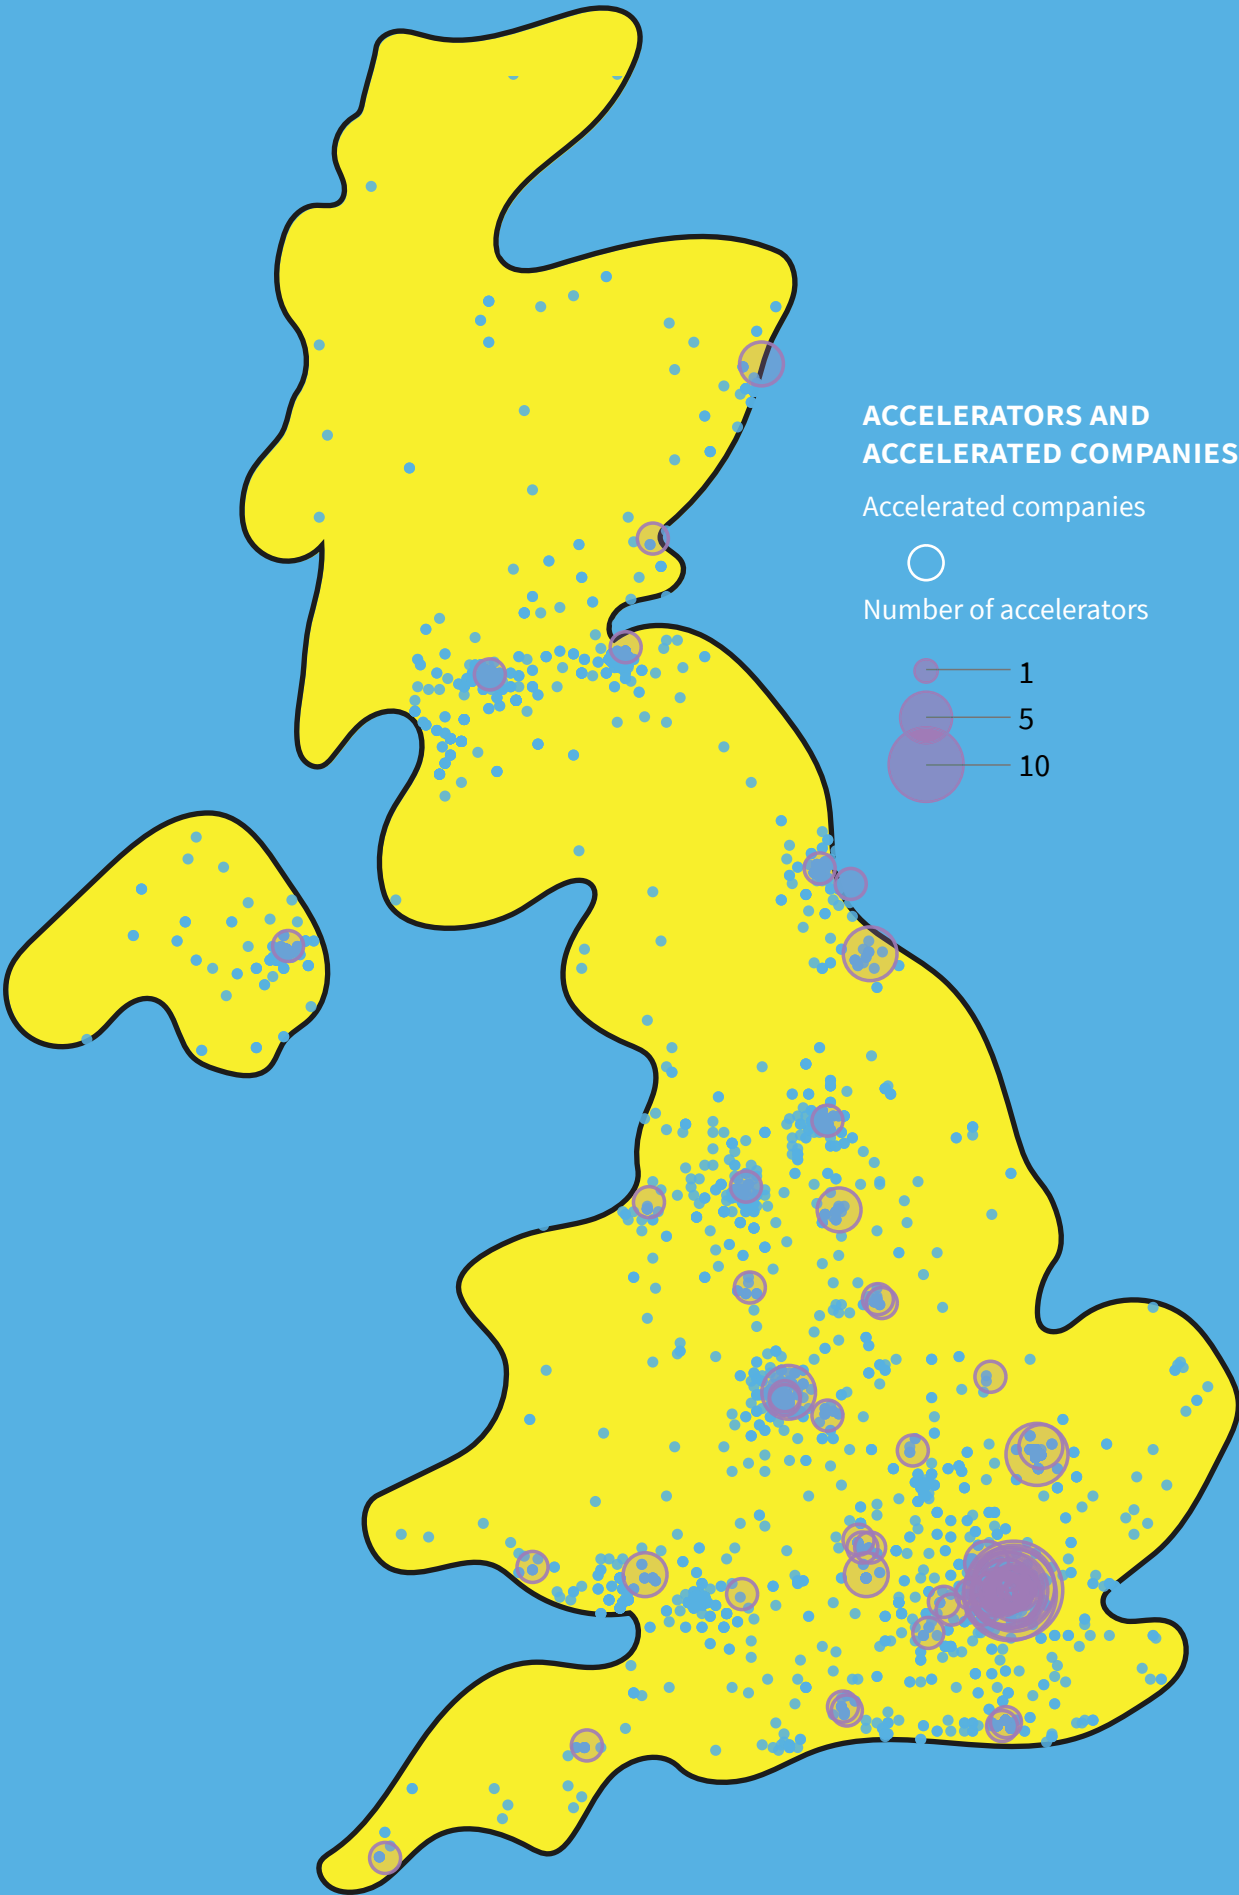 ACCELERATORS AND
ACCELERATED COMPANIES
Accelerated companies
Number of accelerators
1
5
10